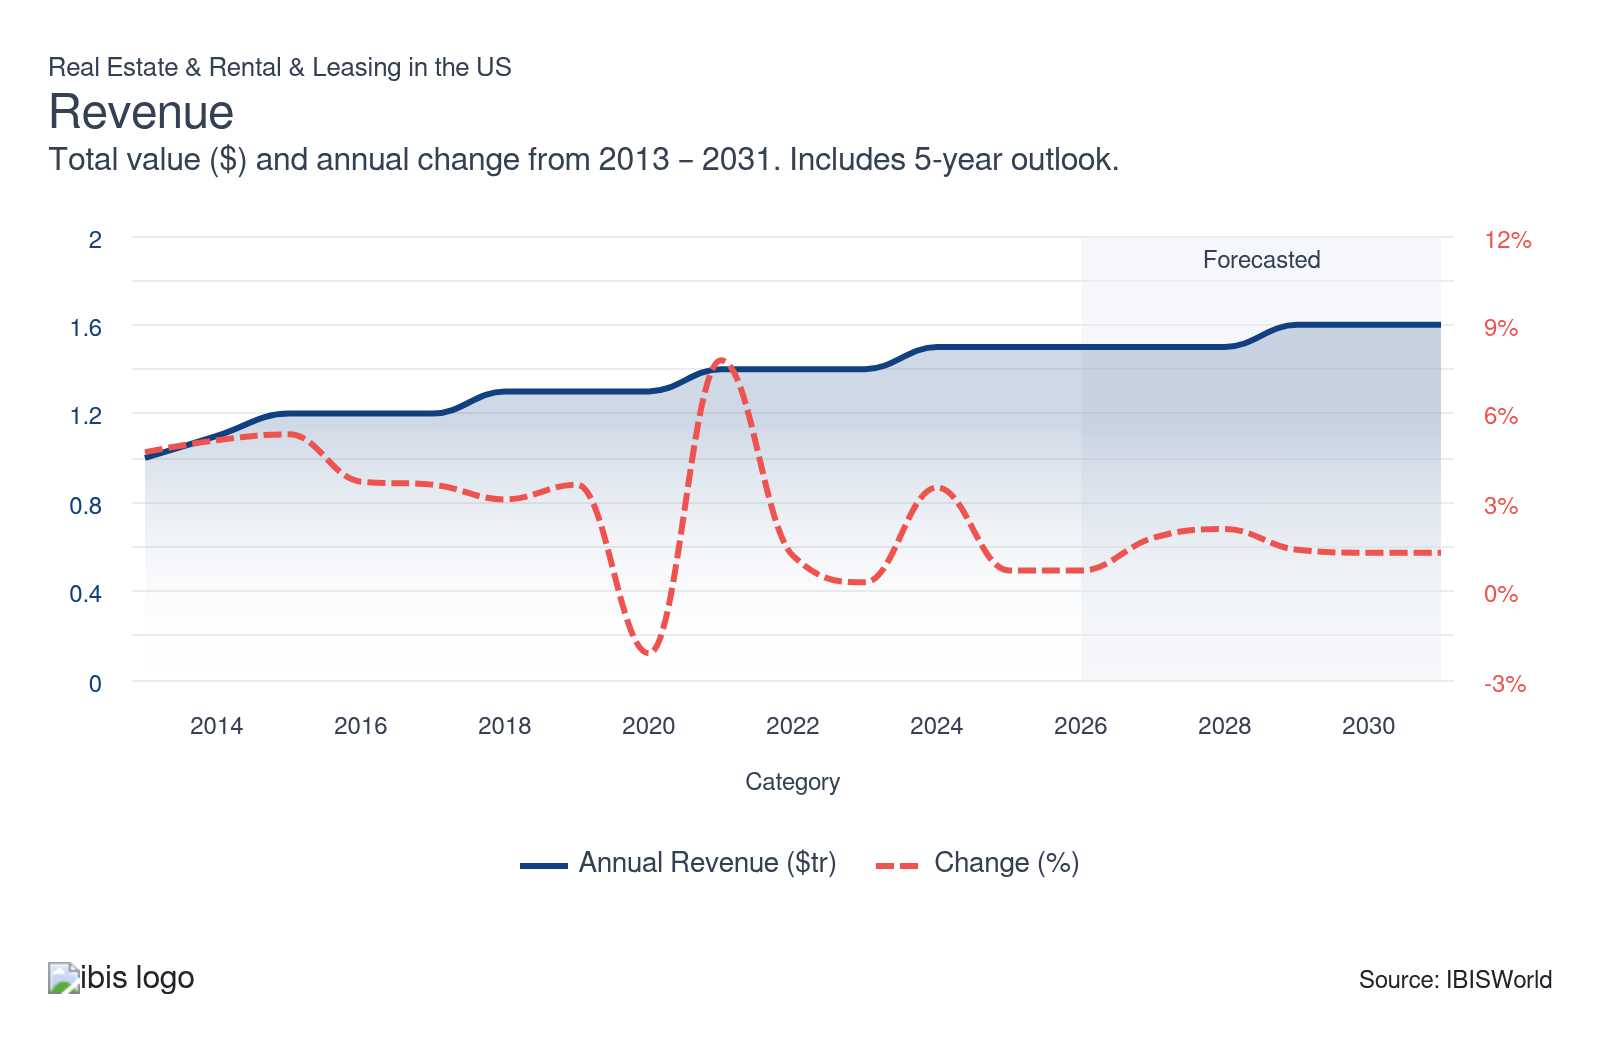 Real Estate & Rental & Leasing in the US
Revenue
Total value ($) and annual change from 2013 – 2031. Includes 5-year outlook.
2 12%
Forecasted
1.6 9%
1.2 6%
0.8 3%
0.4 0%
0 -3%
2014 2016 2018 2020 2022 2024 2026 2028 2030
Category
Annual Revenue ($tr) Change (%)
ibis logo Source: IBISWorld